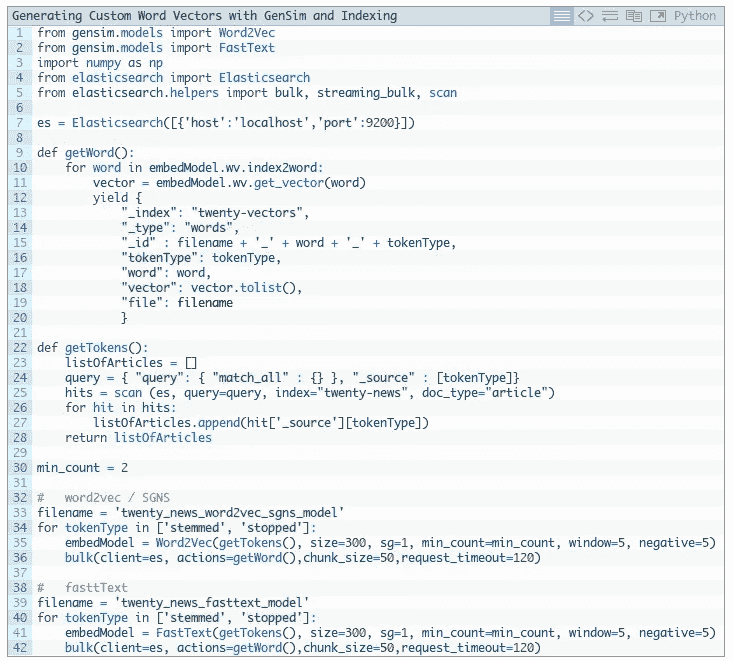 Generating Custom Word Vectors with GenSim and Indexing Python
1 from gensim.models import Word2Vec
2 from gensim.models import FastText
3 import numpy as np
4 from elasticsearch import Elasticsearch
5 from elasticsearch.helpers import bulk, streaming_bulk, scan
6
7 es = Elasticsearch([{'host':'localhost','port':9200}])
8
9 def getWord():
10     for word in embedModel.wv.index2word:
11         vector = embedModel.wv.get_vector(word)
12         yield {
13             "_index": "twenty-vectors",
14             "_type": "words",
15             "_id" : filename + '_' + word + '_' + tokenType,
16             "tokenType": tokenType,
17             "word": word,
18             "vector": vector.tolist(),
19             "file": filename
20             }
21
22 def getTokens():
23     listOfArticles = []
24     query = { "query": { "match_all" : {} }, "_source" : [tokenType]}
25     hits = scan (es, query=query, index="twenty-news", doc_type="article")
26     for hit in hits:
27         listOfArticles.append(hit['_source'][tokenType])
28     return listOfArticles
29
30 min_count = 2
31
32 #   word2vec / SGNS
33 filename = 'twenty_news_word2vec_sgns_model'
34 for tokenType in ['stemmed', 'stopped']:
35     embedModel = Word2Vec(getTokens(), size=300, sg=1, min_count=min_count, window=5, negative=5)
36     bulk(client=es, actions=getWord(),chunk_size=50,request_timeout=120)
37
38 #   fasttText
39 filename = 'twenty_news_fasttext_model'
40 for tokenType in ['stemmed', 'stopped']:
41     embedModel = FastText(getTokens(), size=300, sg=1, min_count=min_count, window=5, negative=5)
42     bulk(client=es, actions=getWord(),chunk_size=50,request_timeout=120)